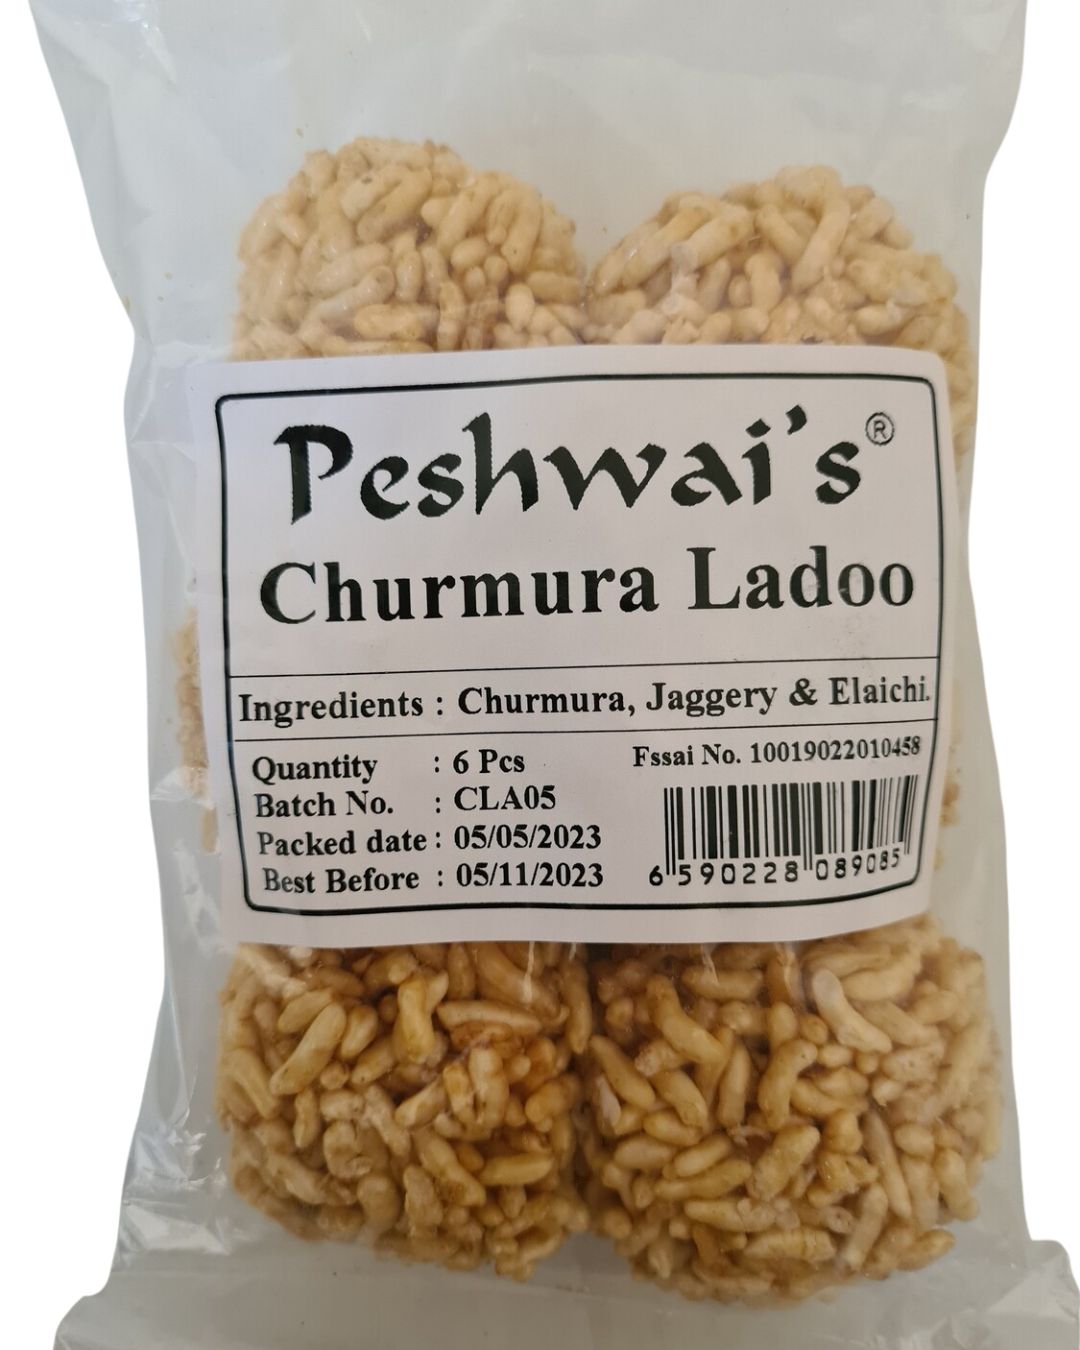 Peshwai's®
Churmura Ladoo
Ingredients : Churmura, Jaggery & Elaichi.
Quantity : 6 Pcs
Fssai No. 10019022010458
Batch No. : CLA05
Packed date : 05/05/2023
Best Before : 05/11/2023
6 590228 089085